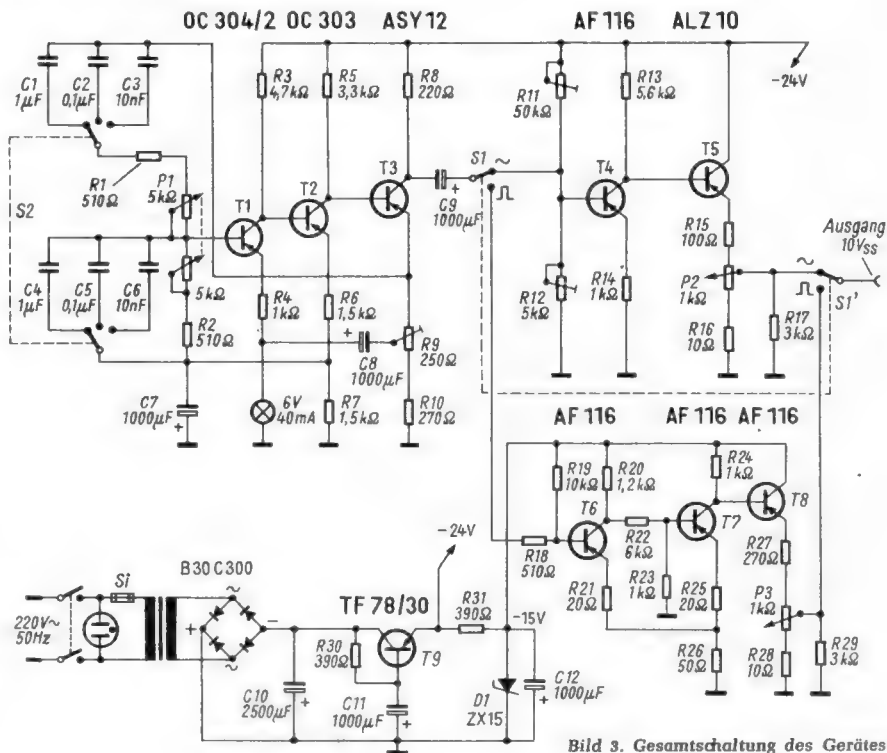 OC 304/2 OC 303 ASY 12 AF 116 ALZ 10
C1
1µF
C2
0,1µF
C3
10nF
R3
4,7kΩ
R5
3,3kΩ
R8
220Ω
R11
50kΩ
R13
5,6kΩ
-24V
S2
R1
510Ω
P1
5kΩ
T1
T2
T3
C9
1000µF
+
S1
~
T4
T5
R15
100Ω
Ausgang
10Vss
C4
1µF
C5
0,1µF
C6
10nF
5kΩ
R2
510Ω
R4
1kΩ
R6
1,5kΩ
+
C8
1000µF
R9
250Ω
R12
5kΩ
R14
1kΩ
P2
1kΩ
~
S1'
R16
10Ω
R17
3kΩ
C7
1000µF
+
6V
40mA
R7
1,5kΩ
R10
270Ω
AF 116 AF 116 AF 116
R19
10kΩ
R20
1,2kΩ
R24
1kΩ
T6
T7
T8
R18
510Ω
R22
6kΩ
R21
20Ω
R23
1kΩ
R25
20Ω
R27
270Ω
P3
1kΩ
R26
50Ω
R28
10Ω
R29
3kΩ
B30 C300
-24V
Si
~
TF 78/30
R31
390Ω
-15V
220V~
50Hz
+
-
~
R30
390Ω
T9
C10
2500µF
+
C11
1000µF
+
D1
ZX15
C12
1000µF
+
Bild 3. Gesamtschaltung des Gerätes